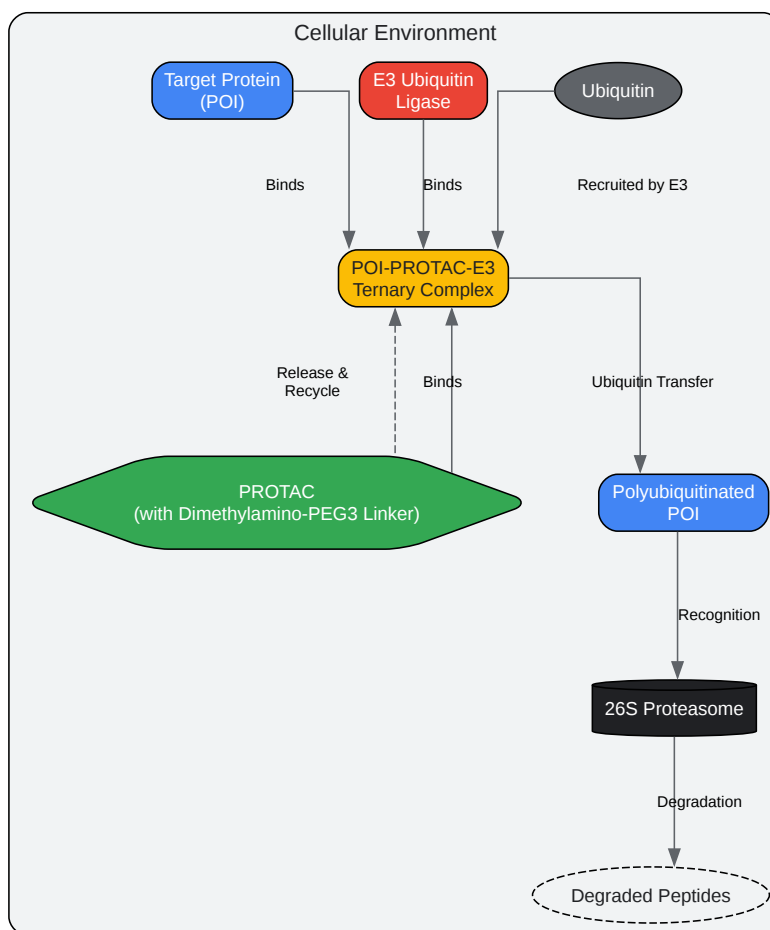 Cellular Environment
Target Protein
(POI)
E3 Ubiquitin
Ligase
Ubiquitin
Binds
Binds
Recruited by E3
POI-PROTAC-E3
Ternary Complex
Release &
Recycle
Binds
Ubiquitin Transfer
PROTAC
(with Dimethylamino-PEG3 Linker)
Polyubiquitinated
POI
Recognition
26S Proteasome
Degradation
Degraded Peptides